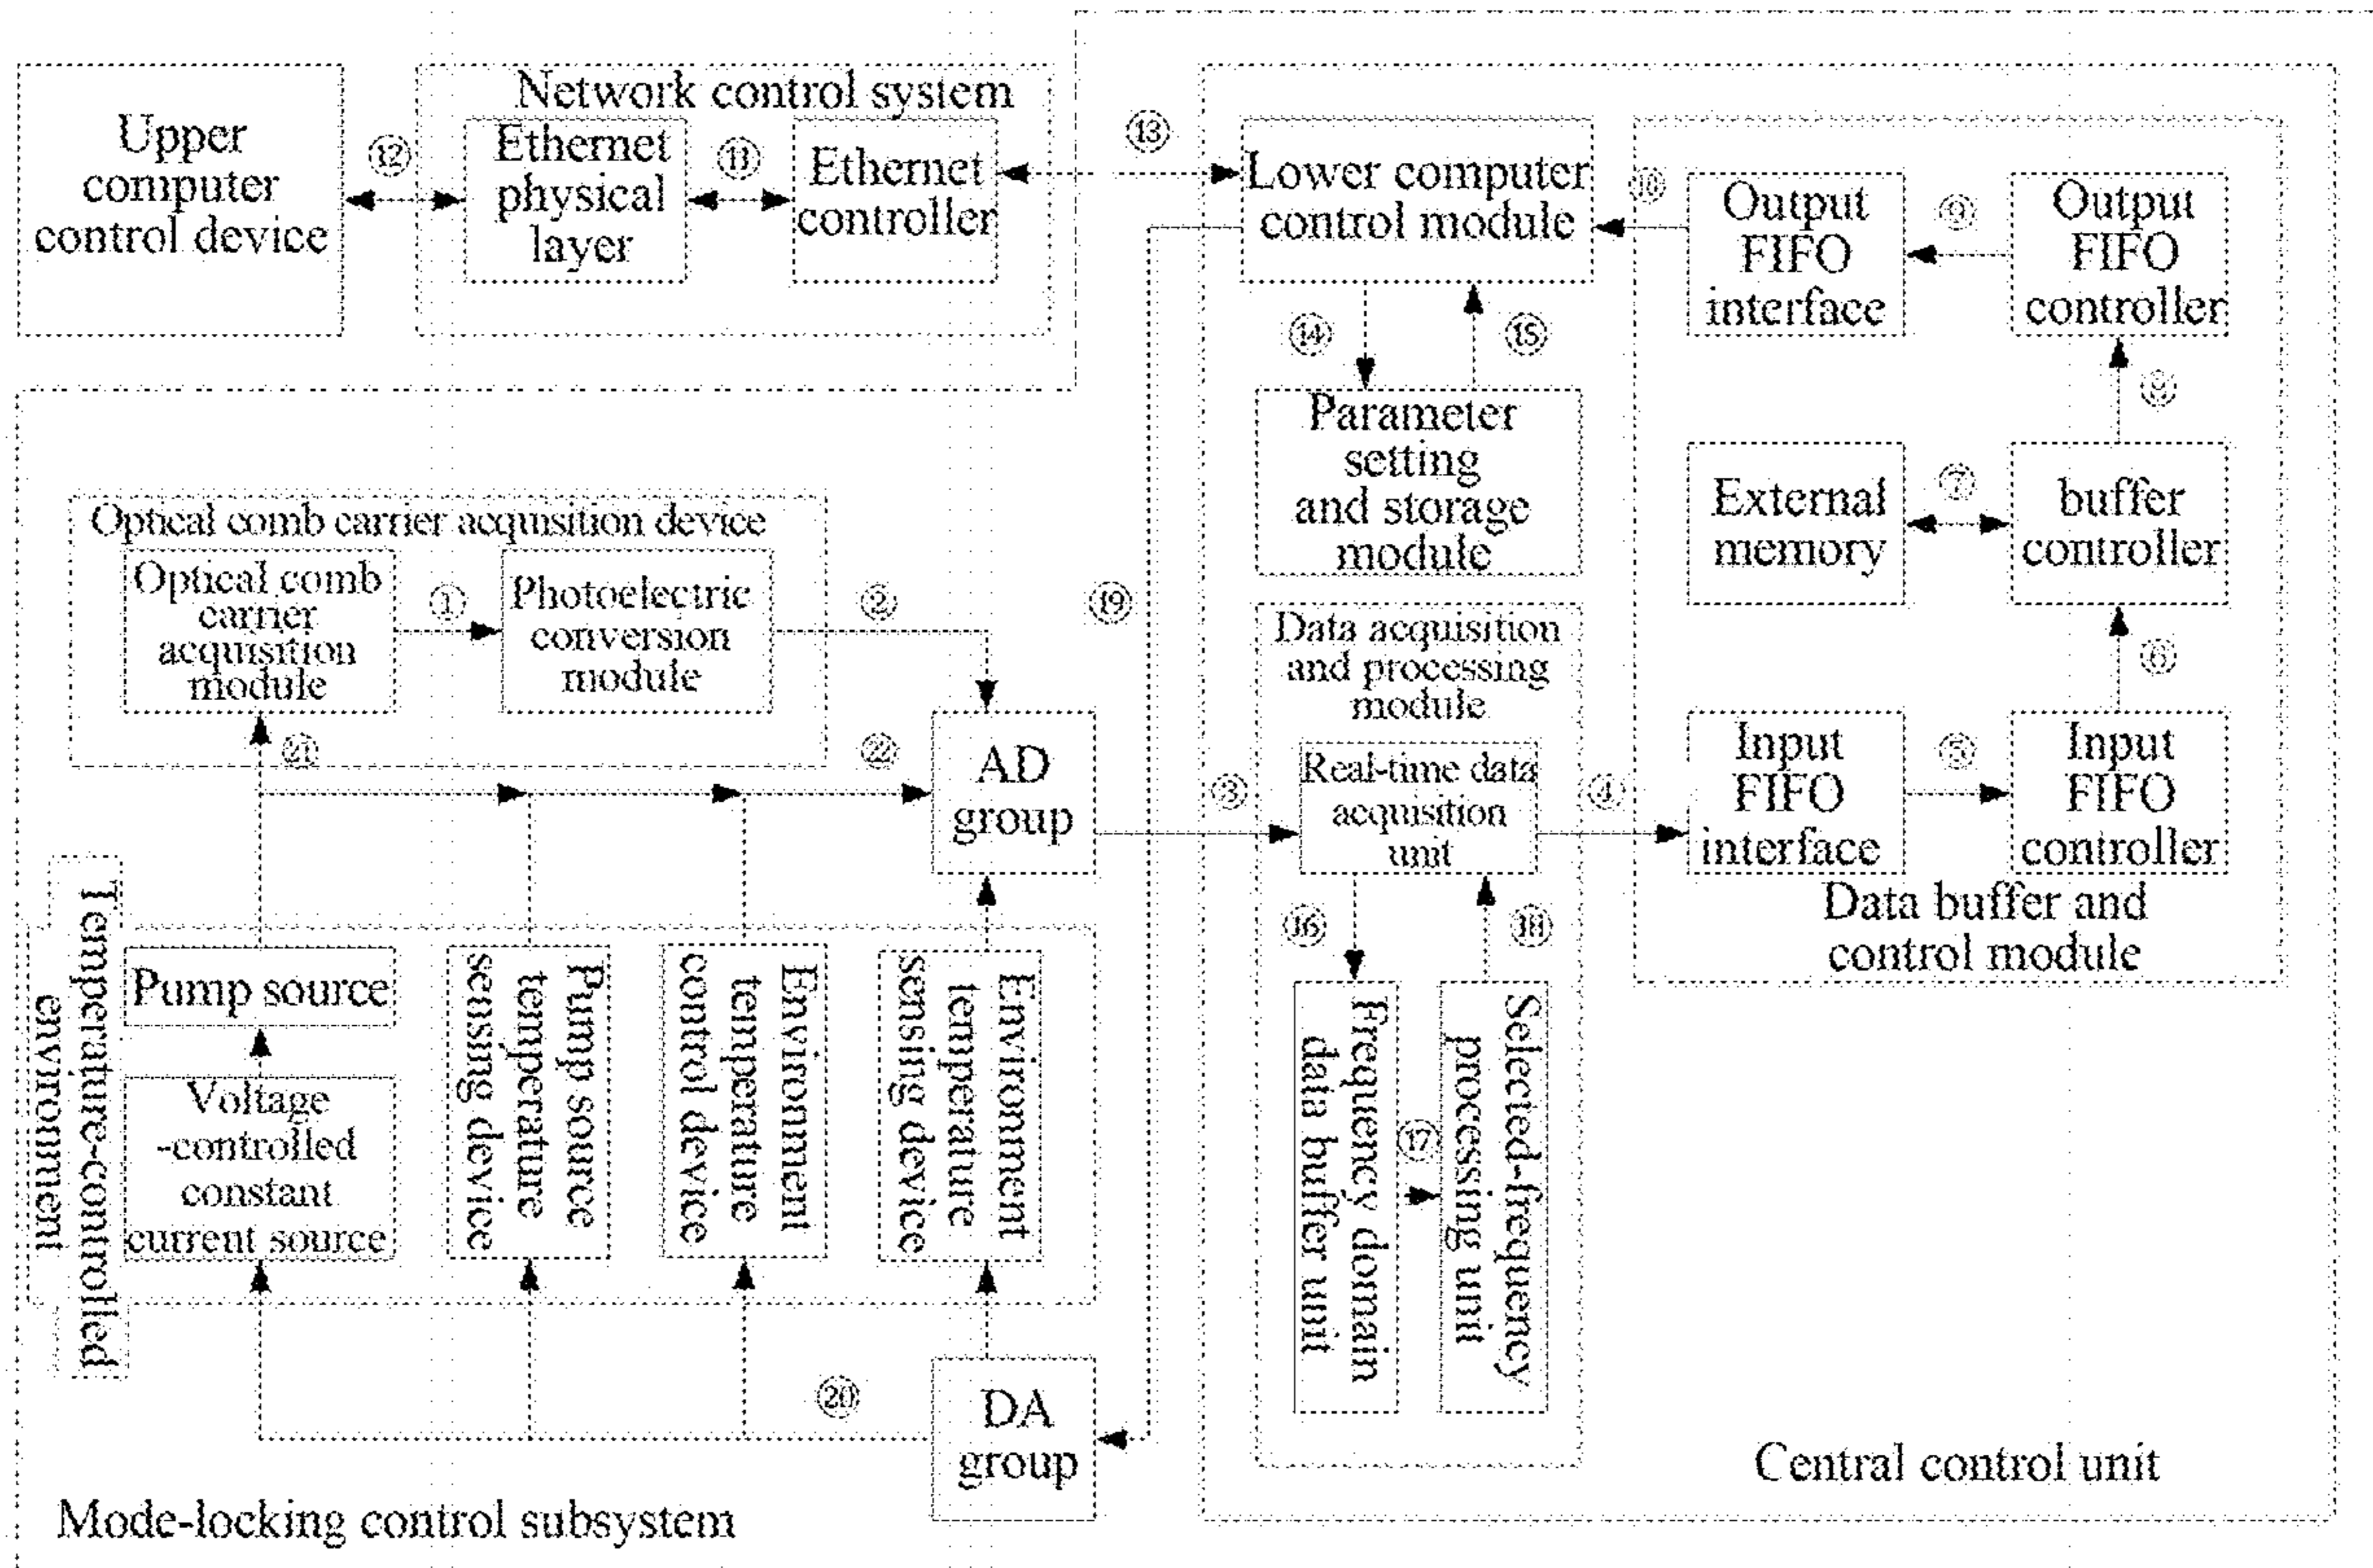 Network control system
Upper
computer
control device
⑫
Ethernet
physical
layer
⑪
Ethernet
controller
⑬
Lower computer
control module
⑩
Output
FIFO
interface
⑨
Output
FIFO
controller
⑭
⑮
⑧
Parameter
setting
and storage
module
External
memory
⑦
buffer
controller
Optical comb carrier acquisition device
Optical comb
carrier
acquisition
module
①
Photoelectric
conversion
module
②
⑲
Data acquisition
and processing
module
⑥
㉑
㉒
AD
group
③
Real-time data
acquisition
unit
④
Input
FIFO
interface
⑤
Input
FIFO
controller
Data buffer and
control module
Temperature-controlled
environment
Pump source
Voltage
-controlled
constant
current source
Pump source
temperature
sensing device
Environment
temperature
control device
Environment
temperature
sensing device
⑯
⑱
Frequency domain
data buffer unit
⑰
Selected-frequency
processing unit
⑳
DA
group
Central control unit
Mode-locking control subsystem